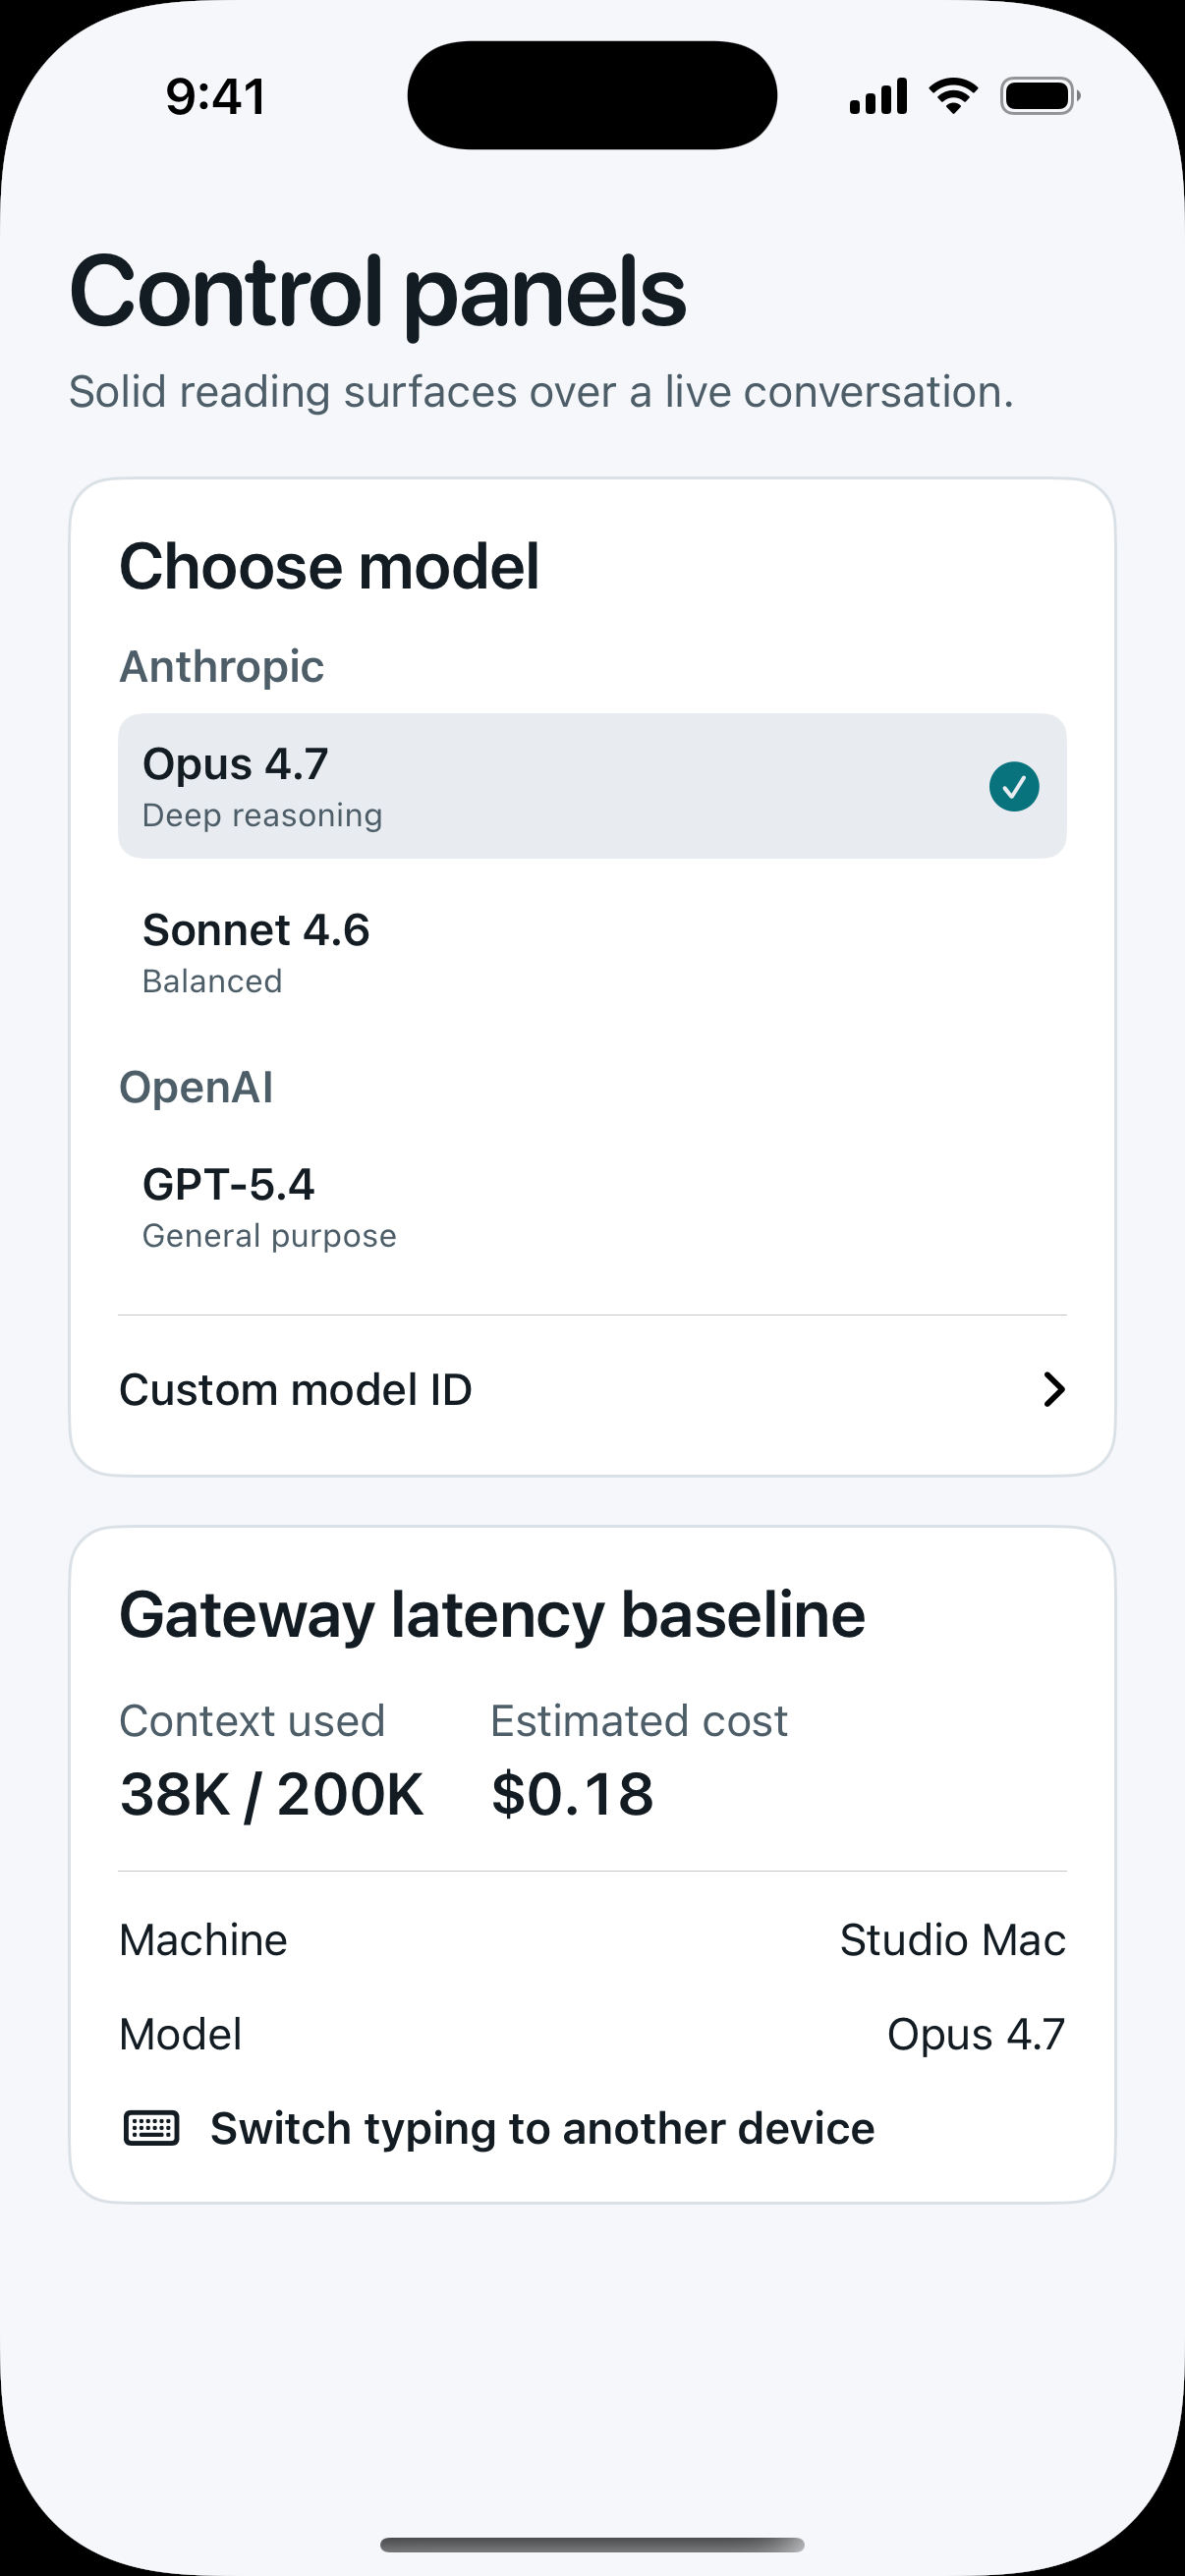 9:41
Control panels
Solid reading surfaces over a live conversation.
Choose model
Anthropic
Opus 4.7
Deep reasoning
Sonnet 4.6
Balanced
OpenAI
GPT-5.4
General purpose
Custom model ID
Gateway latency baseline
Context used Estimated cost
38K / 200K $0.18
Machine Studio Mac
Model Opus 4.7
Switch typing to another device